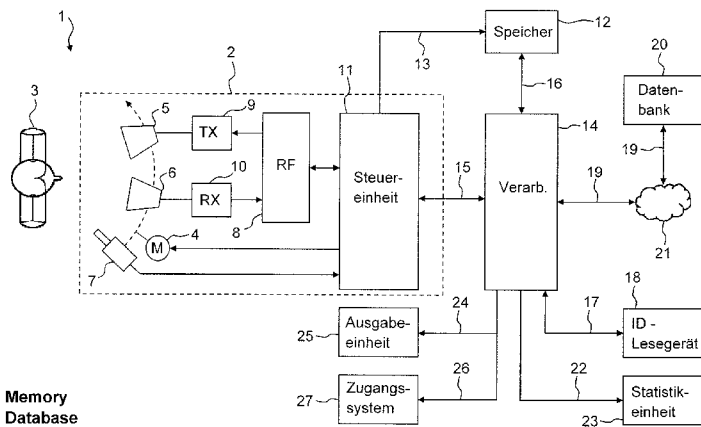 1
2
3
5
9
TX
6
10
RX
RF
8
4
M
7
11
Steuer-
einheit
13
Speicher
12
16
14
15
Verarb.
19
20
Daten-
bank
19
21
18
17
ID -
Lesegerät
24
25
Ausgabe-
einheit
26
27
Zugangs-
system
22
Statistik-
einheit
23
Memory
Database